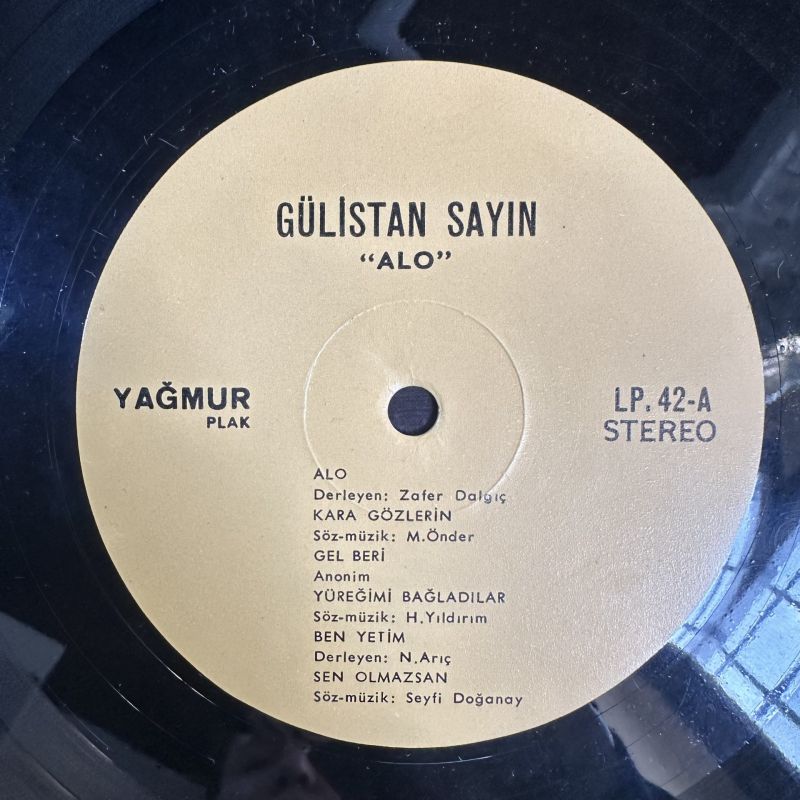 GÜLİSTAN SAYIN
“ALO”
YAĞMUR
PLAK
LP. 42-A
STEREO
ALO
Derleyen: Zafer Dalgıç
KARA GÖZLERİN
Söz-müzik: M.Önder
GEL BERİ
Anonim
YÜREĞİMİ BAĞLADILAR
Söz-müzik: H.Yıldırım
BEN YETİM
Derleyen: N.Arıç
SEN OLMAZSAN
Söz-müzik: Seyfi Doğanay